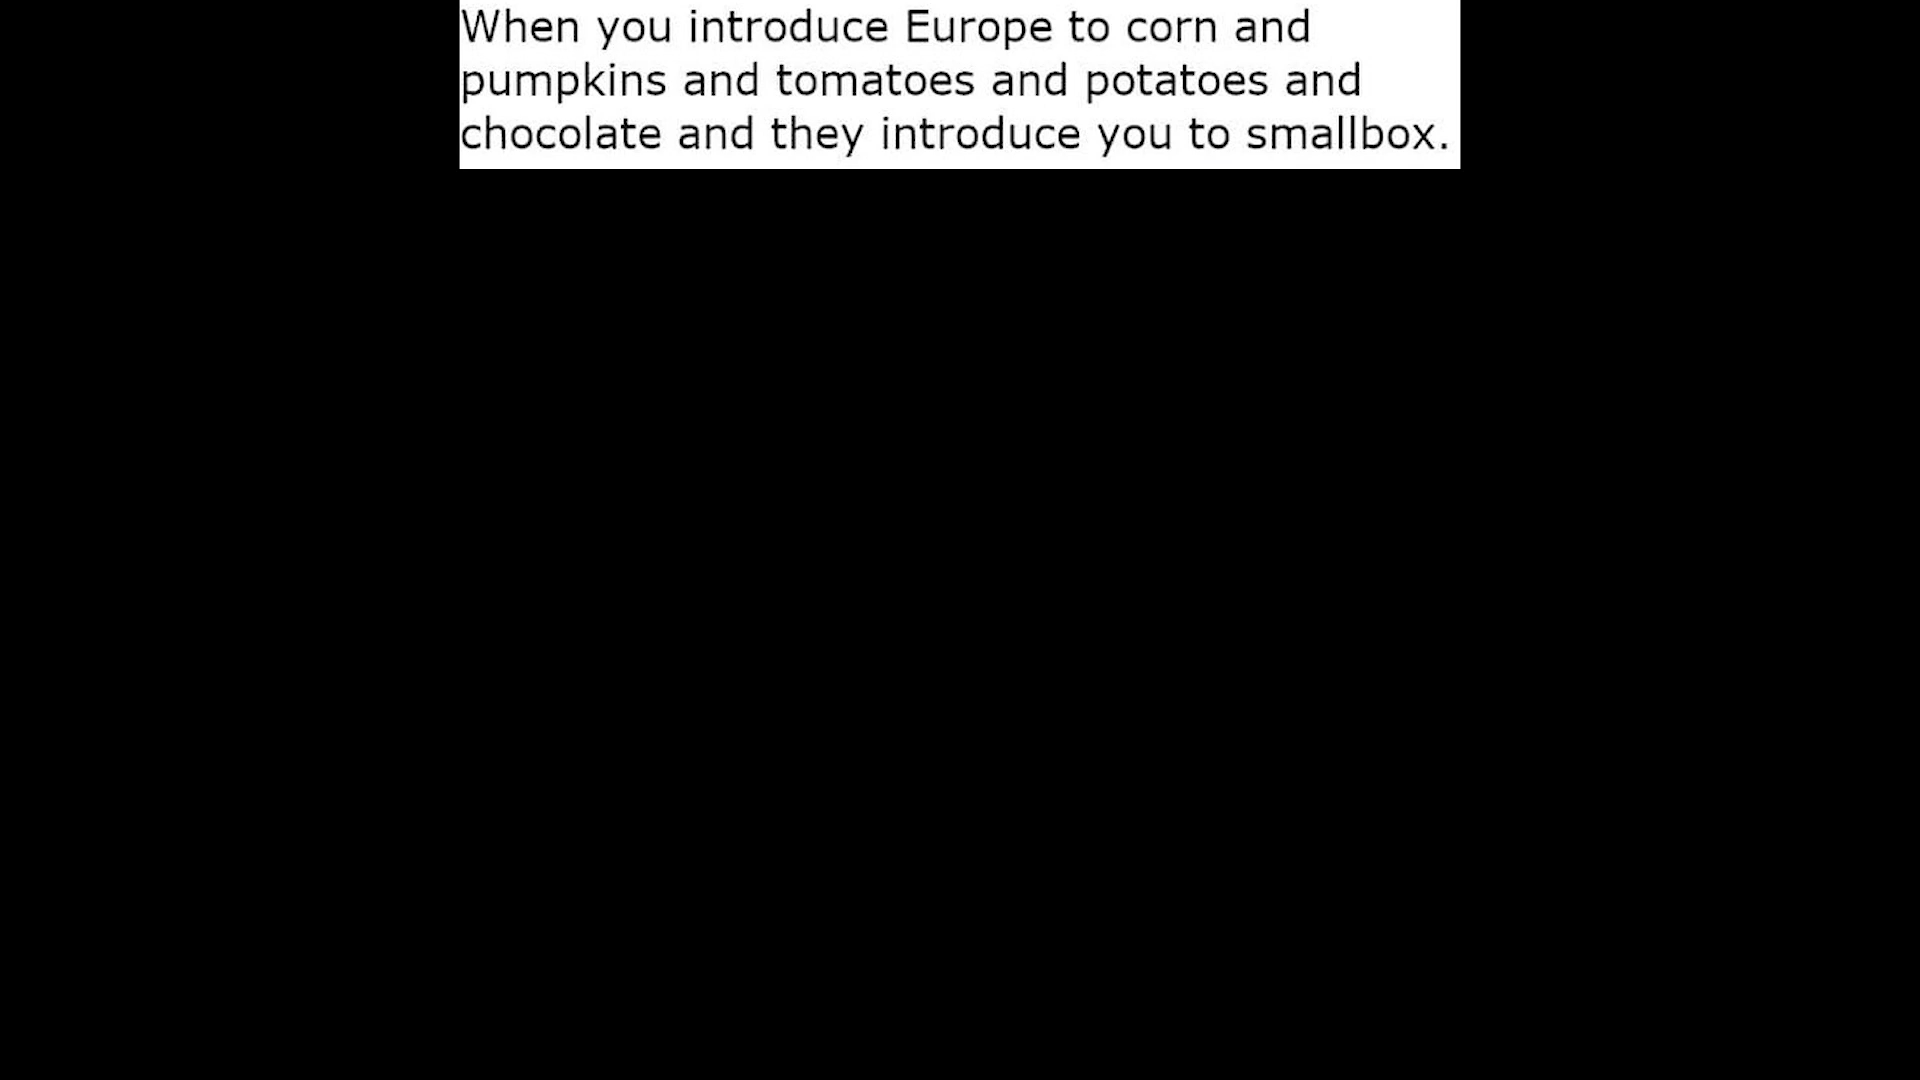 When you introduce Europe to corn and
pumpkins and tomatoes and potatoes and
chocolate and they introduce you to smallbox.